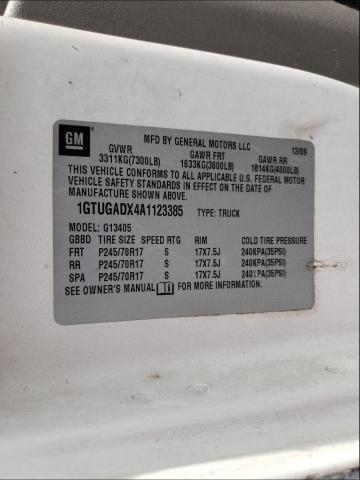 GM
MFD BY GENERAL MOTORS LLC 12/09
GVWR GAWR FRT GAWR RR
3311KG(7300LB) 1633KG(3600LB) 1814KG(4000LB)
THIS VEHICLE CONFORMS TO ALL APPLICABLE U.S. FEDERAL MOTOR
VEHICLE SAFETY STANDARDS IN EFFECT ON THE DATE OF
MANUFACTURE SHOWN ABOVE.
1GTUGADX4A1123385 TYPE: TRUCK
MODEL: G13405
GBBD TIRE SIZE SPEED RTG RIM COLD TIRE PRESSURE
FRT P245/70R17 S 17X7.5J 240KPA(35PSI)
RR P245/70R17 S 17X7.5J 240KPA(35PSI)
SPA P245/70R17 S 17X7.5J 240KPA(35PSI)
SEE OWNER'S MANUAL FOR MORE INFORMATION.